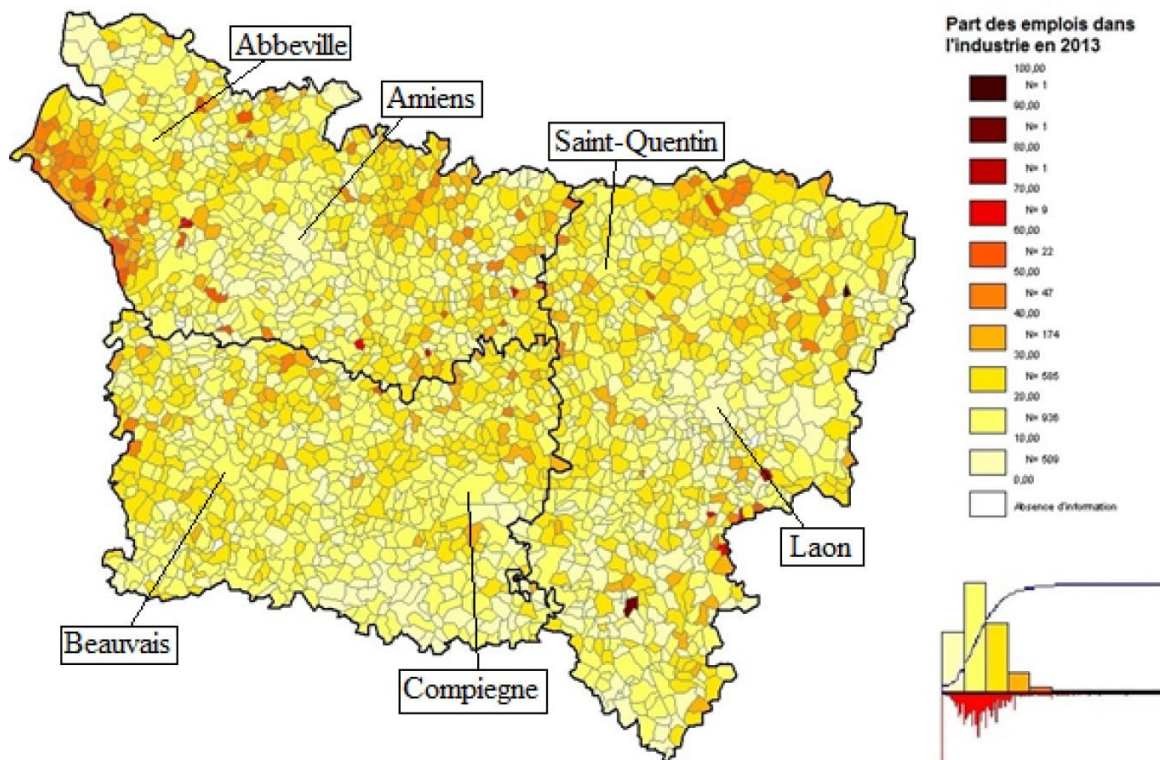 Abbeville
Amiens
Saint-Quentin
Laon
Beauvais
Compiegne
Part des emplois dans
l'industrie en 2013
100,00
N= 1
90,00
N= 1
80,00
N= 1
70,00
N= 9
60,00
N= 22
50,00
N= 47
40,00
N= 174
30,00
N= 585
20,00
N= 936
10,00
N= 509
0,00
Absence d'information